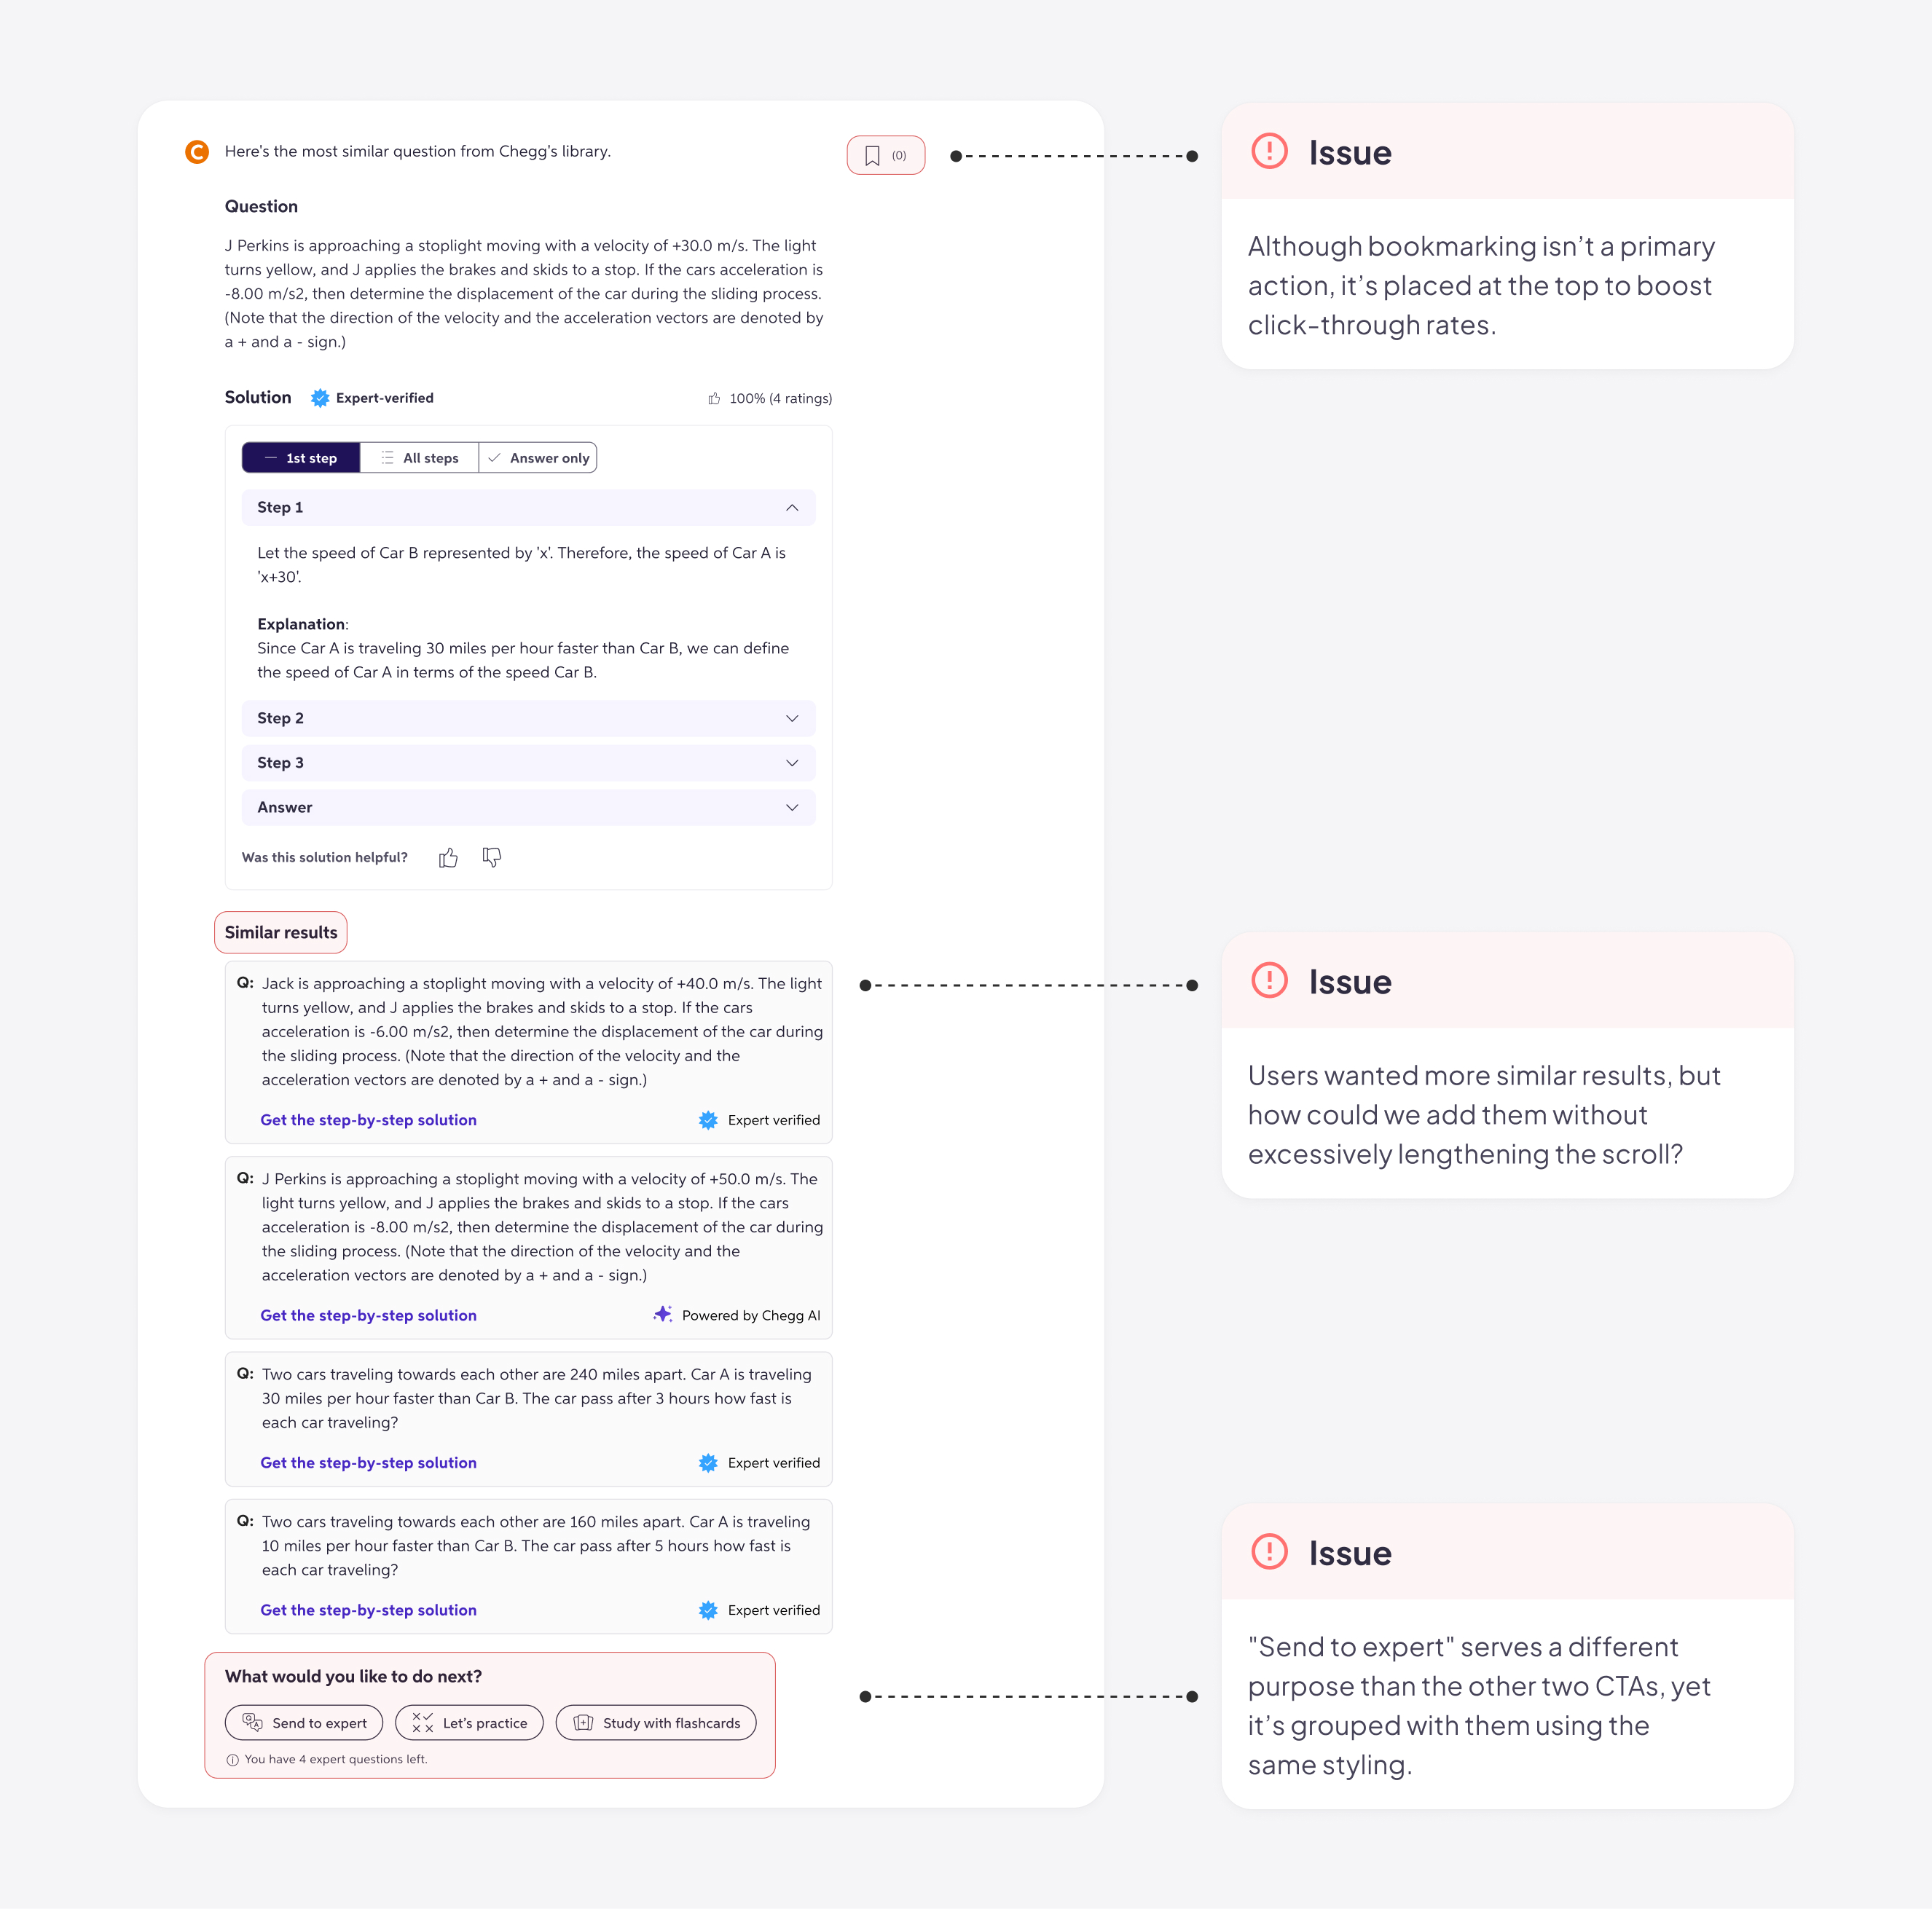 C
Here's the most similar question from Chegg's library.
(0)
Question
J Perkins is approaching a stoplight moving with a velocity of +30.0 m/s. The light
turns yellow, and J applies the brakes and skids to a stop. If the cars acceleration is
-8.00 m/s2, then determine the displacement of the car during the sliding process.
(Note that the direction of the velocity and the acceleration vectors are denoted by
a + and a - sign.)
Solution
Expert-verified
100% (4 ratings)
1st step
All steps
Answer only
Step 1
Let the speed of Car B represented by 'x'. Therefore, the speed of Car A is
'x+30'.
Explanation:
Since Car A is traveling 30 miles per hour faster than Car B, we can define
the speed of Car A in terms of the speed Car B.
Step 2
Step 3
Answer
Was this solution helpful?
Similar results
Q: Jack is approaching a stoplight moving with a velocity of +40.0 m/s. The light
turns yellow, and J applies the brakes and skids to a stop. If the cars
acceleration is -6.00 m/s2, then determine the displacement of the car during
the sliding process. (Note that the direction of the velocity and the
acceleration vectors are denoted by a + and a - sign.)
Get the step-by-step solution
Expert verified
Q: J Perkins is approaching a stoplight moving with a velocity of +50.0 m/s. The
light turns yellow, and J applies the brakes and skids to a stop. If the cars
acceleration is -8.00 m/s2, then determine the displacement of the car during
the sliding process. (Note that the direction of the velocity and the
acceleration vectors are denoted by a + and a - sign.)
Get the step-by-step solution
Powered by Chegg AI
Q: Two cars traveling towards each other are 240 miles apart. Car A is traveling
30 miles per hour faster than Car B. The car pass after 3 hours how fast is
each car traveling?
Get the step-by-step solution
Expert verified
Q: Two cars traveling towards each other are 160 miles apart. Car A is traveling
10 miles per hour faster than Car B. The car pass after 5 hours how fast is
each car traveling?
Get the step-by-step solution
Expert verified
What would you like to do next?
Send to expert
Let's practice
Study with flashcards
You have 4 expert questions left.
Issue
Although bookmarking isn’t a primary
action, it’s placed at the top to boost
click-through rates.
Issue
Users wanted more similar results, but
how could we add them without
excessively lengthening the scroll?
Issue
"Send to expert" serves a different
purpose than the other two CTAs, yet
it’s grouped with them using the
same styling.